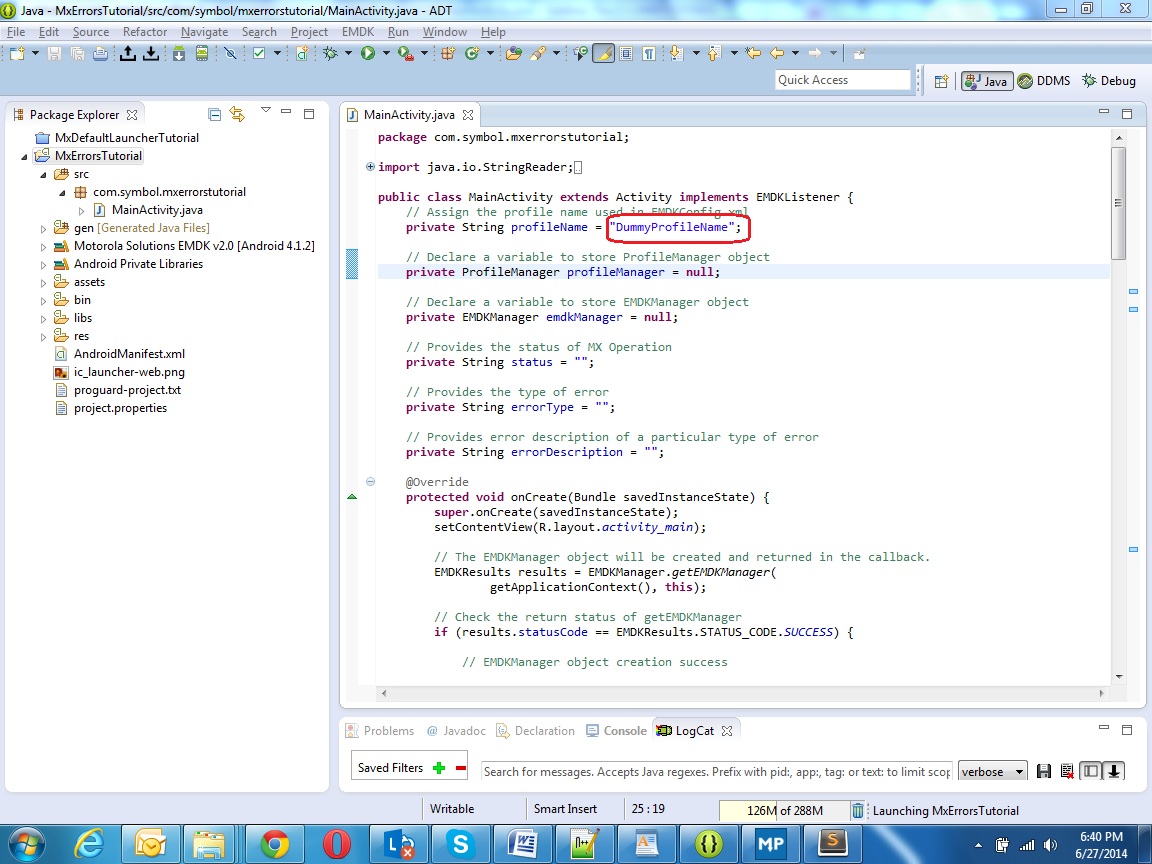 Java - MxErrorsTutorial/src/com/symbol/mxerrorstutorial/MainActivity.java - ADT
File Edit Source Refactor Navigate Search Project EMDK Run Window Help
Quick Access
Java DDMS Debug
Package Explorer
MxDefaultLauncherTutorial
MxErrorsTutorial
src
com.symbol.mxerrorstutorial
MainActivity.java
gen [Generated Java Files]
Motorola Solutions EMDK v2.0 [Android 4.1.2]
Android Private Libraries
assets
bin
libs
res
AndroidManifest.xml
ic_launcher-web.png
proguard-project.txt
project.properties
MainActivity.java
package com.symbol.mxerrorstutorial;
import java.io.StringReader;
public class MainActivity extends Activity implements EMDKListener {
// Assign the profile name used in EMDKConfig.xml
private String profileName = "DummyProfileName";
// Declare a variable to store ProfileManager object
private ProfileManager profileManager = null;
// Declare a variable to store EMDKManager object
private EMDKManager emdkManager = null;
// Provides the status of MX Operation
private String status = "";
// Provides the type of error
private String errorType = "";
// Provides error description of a particular type of error
private String errorDescription = "";
@Override
protected void onCreate(Bundle savedInstanceState) {
super.onCreate(savedInstanceState);
setContentView(R.layout.activity_main);
// The EMDKManager object will be created and returned in the callback.
EMDKResults results = EMDKManager.getEMDKManager(
getApplicationContext(), this);
// Check the return status of getEMDKManager
if (results.statusCode == EMDKResults.STATUS_CODE.SUCCESS) {
// EMDKManager object creation success
Problems @ Javadoc Declaration Console LogCat
Saved Filters
Search for messages. Accepts Java regexes. Prefix with pid:, app:, tag: or text: to limit scop
verbose
Writable Smart Insert 25 : 19 126M of 288M Launching MxErrorsTutorial
MP
6:40 PM
6/27/2014